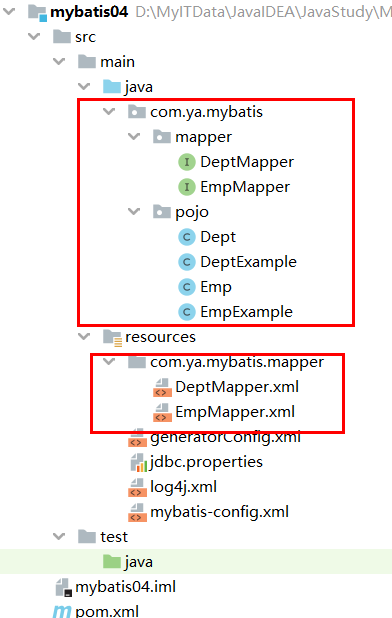 mybatis04 D:\MyITData\JavaIDEA\JavaStudy\M
src
main
java
com.ya.mybatis
mapper
I DeptMapper
I EmpMapper
pojo
C Dept
C DeptExample
C Emp
C EmpExample
resources
com.ya.mybatis.mapper
DeptMapper.xml
EmpMapper.xml
generatorConfig.xml
jdbc.properties
log4j.xml
mybatis-config.xml
test
java
mybatis04.iml
m pom.xml